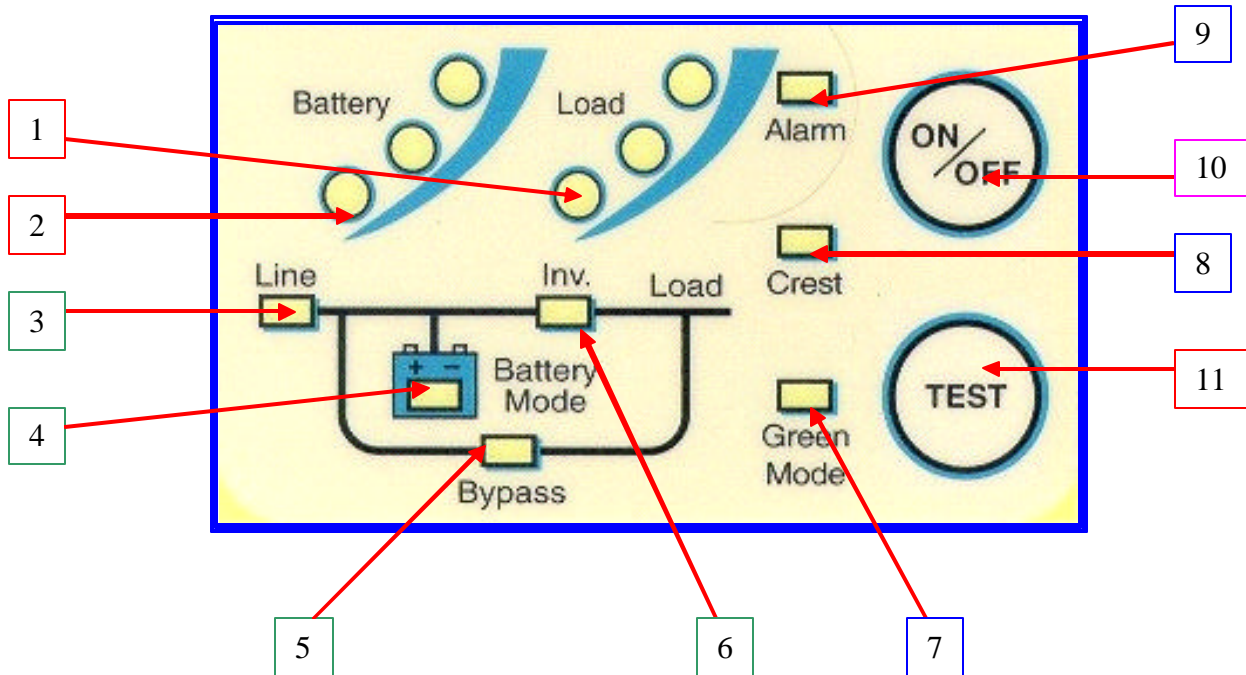 9
Battery
Load
1
Alarm
ON/OFF
10
2
Line
Inv.
Load
Crest
8
3
+ −
Battery
Mode
TEST
11
4
Green
Mode
Bypass
5
6
7